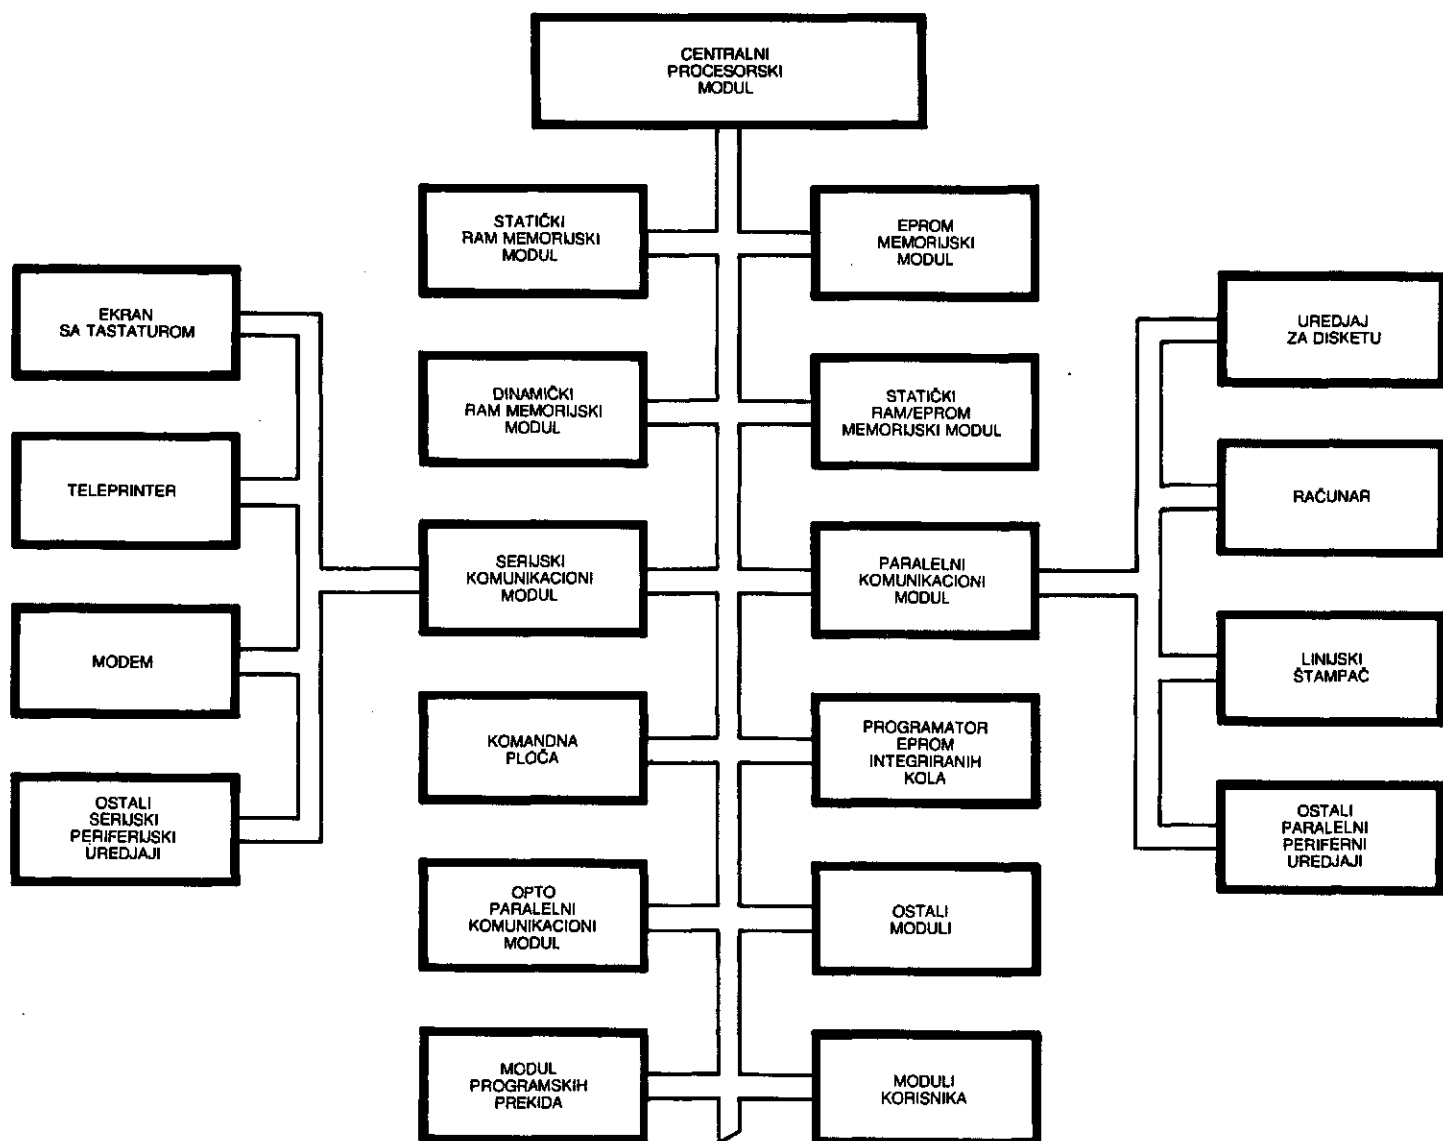 CENTRALNI
PROCESORSKI
MODUL
STATIČKI
RAM MEMORIJSKI
MODUL
EPROM
MEMORIJSKI
MODUL
EKRAN
SA TASTATUROM
UREDJAJ
ZA DISKETU
DINAMIČKI
RAM MEMORIJSKI
MODUL
STATIČKI
RAM/EPROM
MEMORIJSKI MODUL
TELEPRINTER
RAČUNAR
SERIJSKI
KOMUNIKACIONI
MODUL
PARALELNI
KOMUNIKACIONI
MODUL
MODEM
LINIJSKI
ŠTAMPAČ
KOMANDNA
PLOČA
PROGRAMATOR
EPROM
INTEGRIRANIH
KOLA
OSTALI
SERIJSKI
PERIFERIJSKI
UREDJAJI
OSTALI
PARALELNI
PERIFERNI
UREDJAJI
OPTO
PARALELNI
KOMUNIKACIONI
MODUL
OSTALI
MODULI
MODUL
PROGRAMSKIH
PREKIDA
MODULI
KORISNIKA